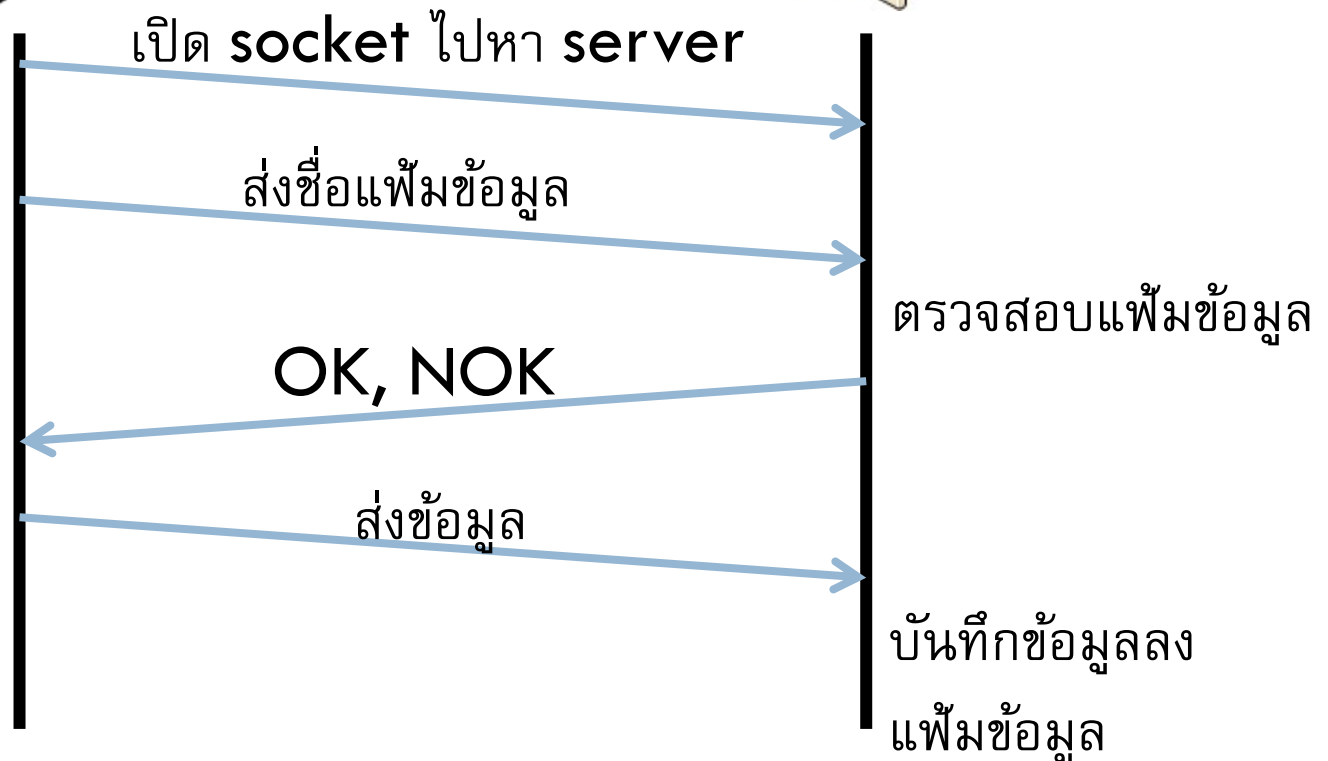 เปิด socket ไปหา server
ส่งชื่อแฟ้มข้อมูล
ตรวจสอบแฟ้มข้อมูล
OK, NOK
ส่งข้อมูล
บันทึกข้อมูลลง
แฟ้มข้อมูล